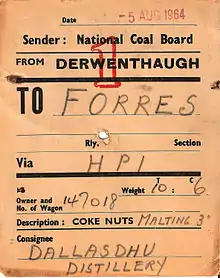 Date -5 AUG 1964
Sender: National Coal Board
1
FROM DERWENTHAUGH
TO FORRES
Rly. Section
Via HPI
Weight T C
10 : 6
Owner and
No. of Wagon 147018
Description: COKE NUTS MALTING 3"
Consignee
DALLASDHU
DISTILLERY